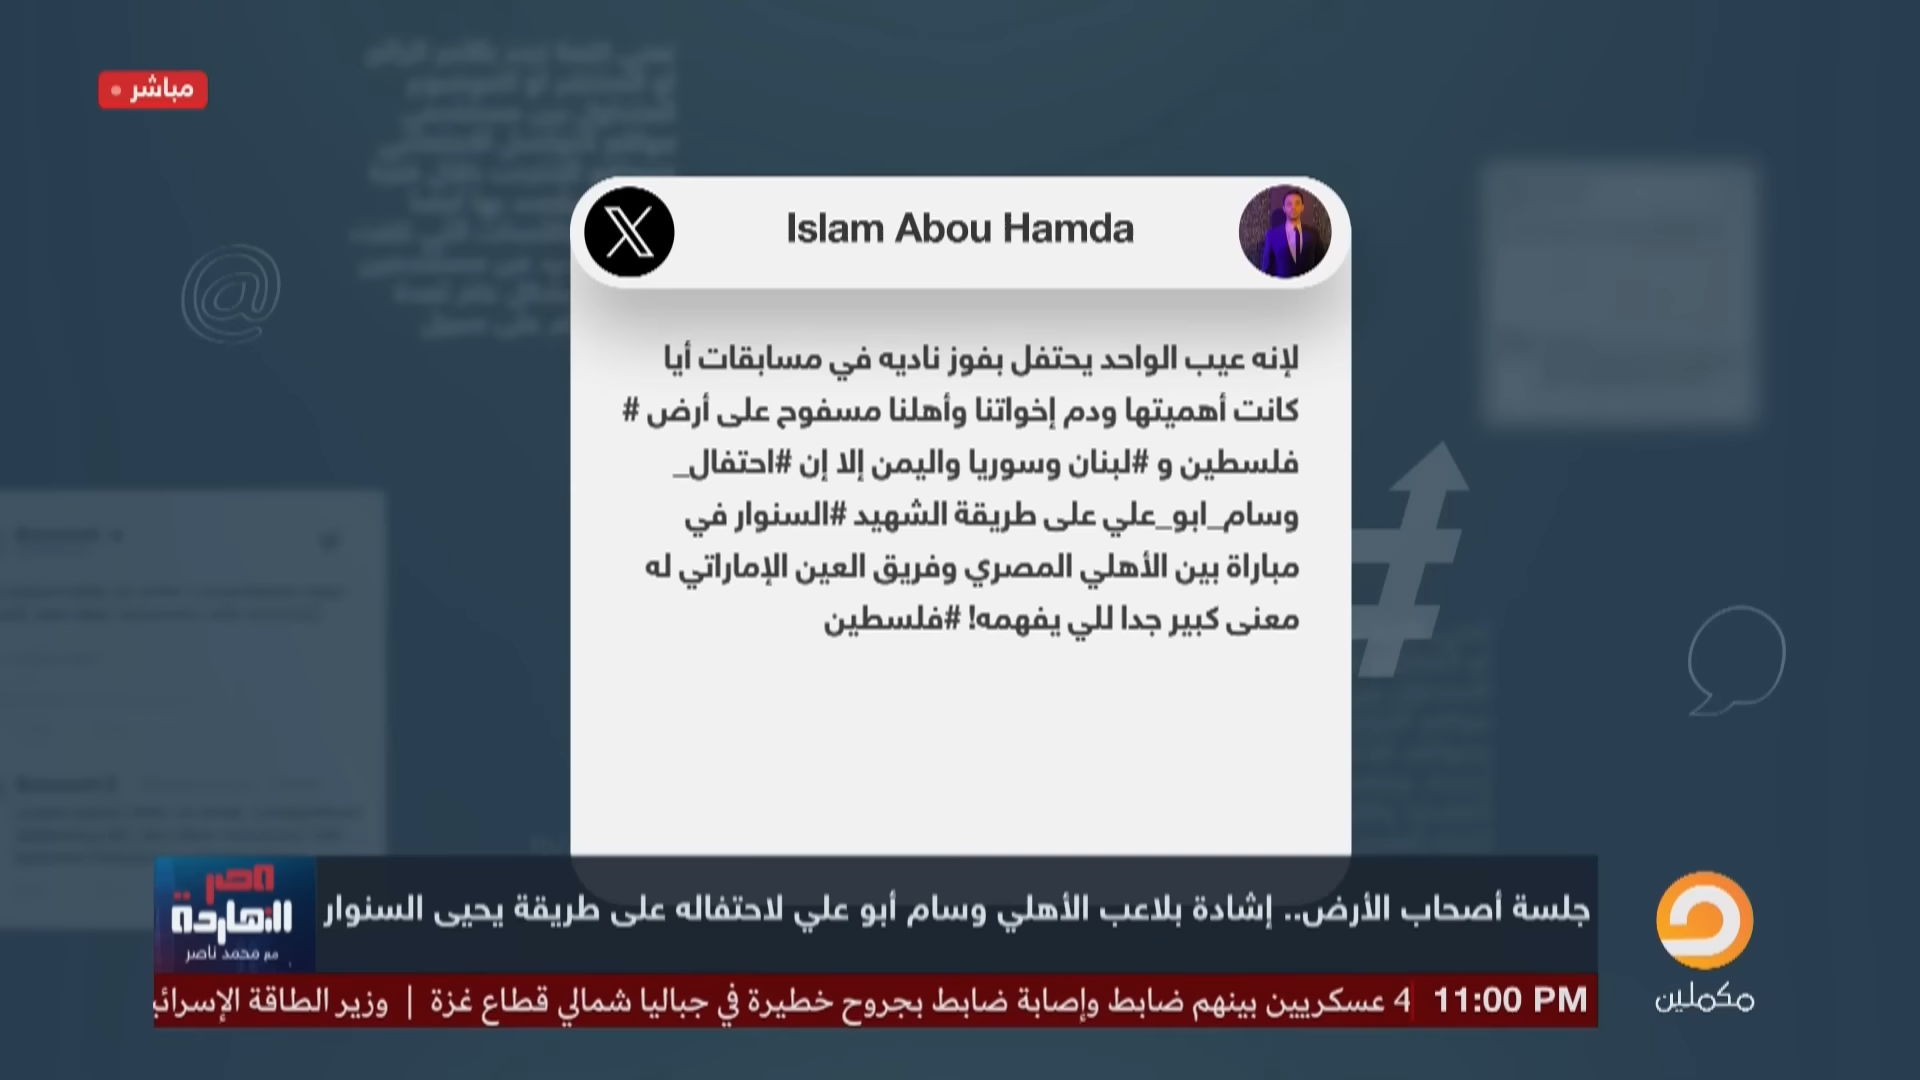 مباشر
Islam Abou Hamda
لإنه عيب الواحد يحتفل بفوز ناديه في مسابقات أيا
كانت أهميتها ودم إخواتنا وأهلنا مسفوح على أرض #
فلسطين و #لبنان وسوريا واليمن إلا إن #احتفال_
وسام_ابو_علي على طريقة الشهيد #السنوار في
مباراة بين الأهلي المصري وفريق العين الإماراتي له
معنى كبير جدا للي يفهمه! #فلسطين
مصر
النهاردة
مع محمد ناصر
جلسة أصحاب الأرض.. إشادة بلاعب الأهلي وسام أبو علي لاحتفاله على طريقة يحيى السنوار
11:00 PM
4 عسكريين بينهم ضابط وإصابة ضابط بجروح خطيرة في جباليا شمالي قطاع غزة | وزير الطاقة
مكملين